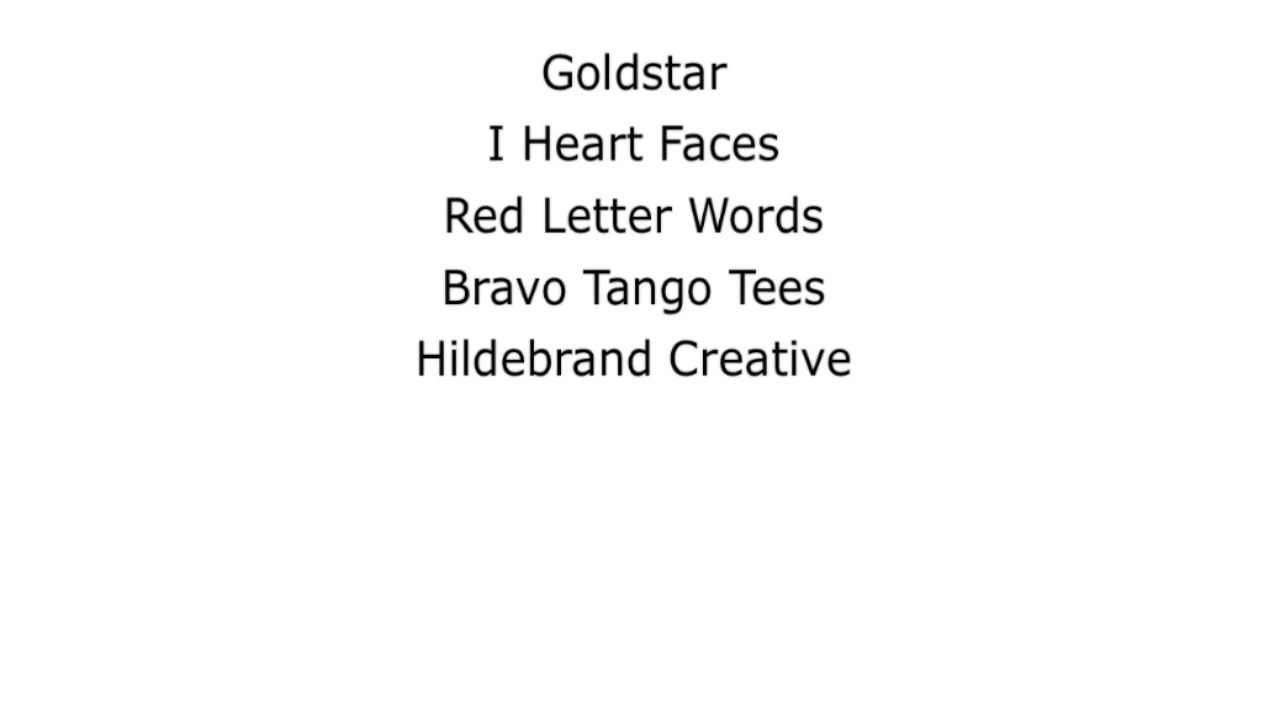 Goldstar
I Heart Faces
Red Letter Words
Bravo Tango Tees
Hildebrand Creative